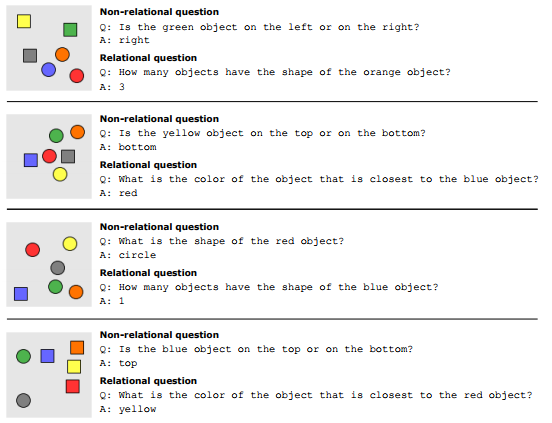 Non-relational question
Q: Is the green object on the left or on the right?
A: right
Relational question
Q: How many objects have the shape of the orange object?
A: 3
Non-relational question
Q: Is the yellow object on the top or on the bottom?
A: bottom
Relational question
Q: What is the color of the object that is closest to the blue object?
A: red
Non-relational question
Q: What is the shape of the red object?
A: circle
Relational question
Q: How many objects have the shape of the blue object?
A: 1
Non-relational question
Q: Is the blue object on the top or on the bottom?
A: top
Relational question
Q: What is the color of the object that is closest to the red object?
A: yellow